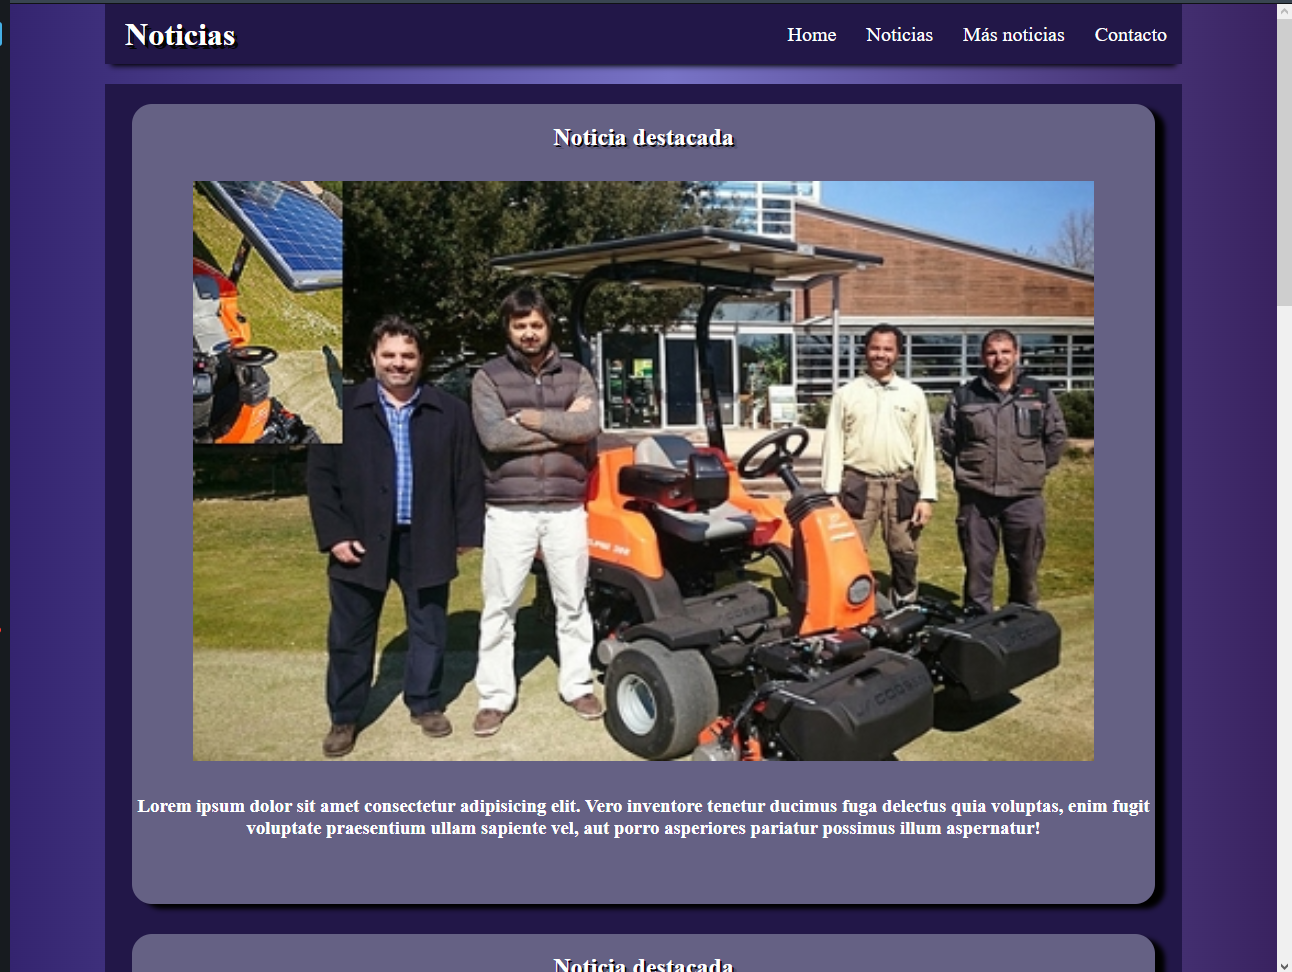 Noticias
Home
Noticias
Más noticias
Contacto
Noticia destacada
Lorem ipsum dolor sit amet consectetur adipisicing elit. Vero inventore tenetur ducimus fuga delectus quia voluptas, enim fugit
voluptate praesentium ullam sapiente vel, aut porro asperiores pariatur possimus illum aspernatur!
Noticia destacada